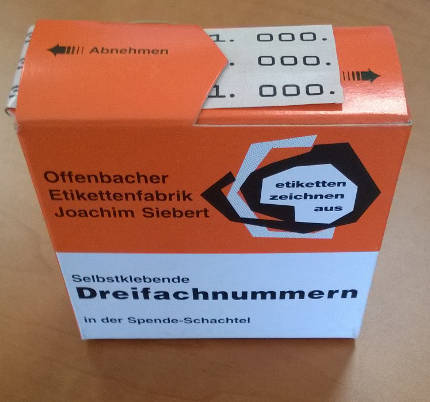 Abnehmen
1. 000.
. 000.
1. 000.
Offenbacher
Etikettenfabrik
Joachim Siebert
etiketten
zeichnen
aus
Selbstklebende
Dreifachnummern
in der Spende-Schachtel